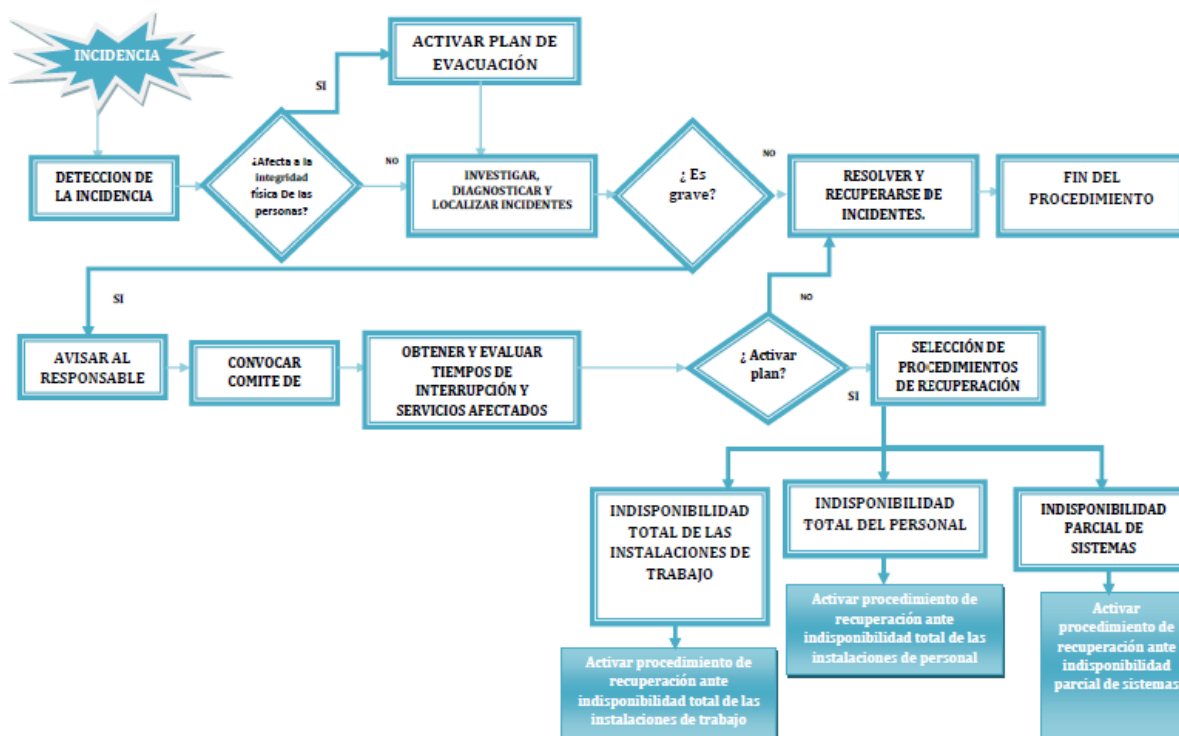 INCIDENCIA
ACTIVAR PLAN DE
EVACUACIÓN
SI
DETECCION DE
LA INCIDENCIA
¿Afecta a la
integridad
física De las
personas?
NO
INVESTIGAR,
DIAGNOSTICAR Y
LOCALIZAR INCIDENTES
¿ Es
grave?
NO
RESOLVER Y
RECUPERARSE DE
INCIDENTES.
FIN DEL
PROCEDIMIENTO
SI
AVISAR AL
RESPONSABLE
CONVOCAR
COMITE DE
OBTENER Y EVALUAR
TIEMPOS DE
INTERRUPCIÓN Y
SERVICIOS AFECTADOS
¿ Activar
plan?
NO
SI
SELECCIÓN DE
PROCEDIMIENTOS
DE RECUPERACIÓN
INDISPONIBILIDAD
TOTAL DE LAS
INSTALACIONES DE
TRABAJO
INDISPONIBILIDAD
TOTAL DEL PERSONAL
INDISPONIBILIDAD
PARCIAL DE
SISTEMAS
Activar procedimiento de
recuperación ante
indisponibilidad total de las
instalaciones de trabajo
Activar procedimiento de
recuperación ante
indisponibilidad total de las
instalaciones de personal
Activar
procedimiento de
recuperación ante
indisponibilidad
parcial de sistemas